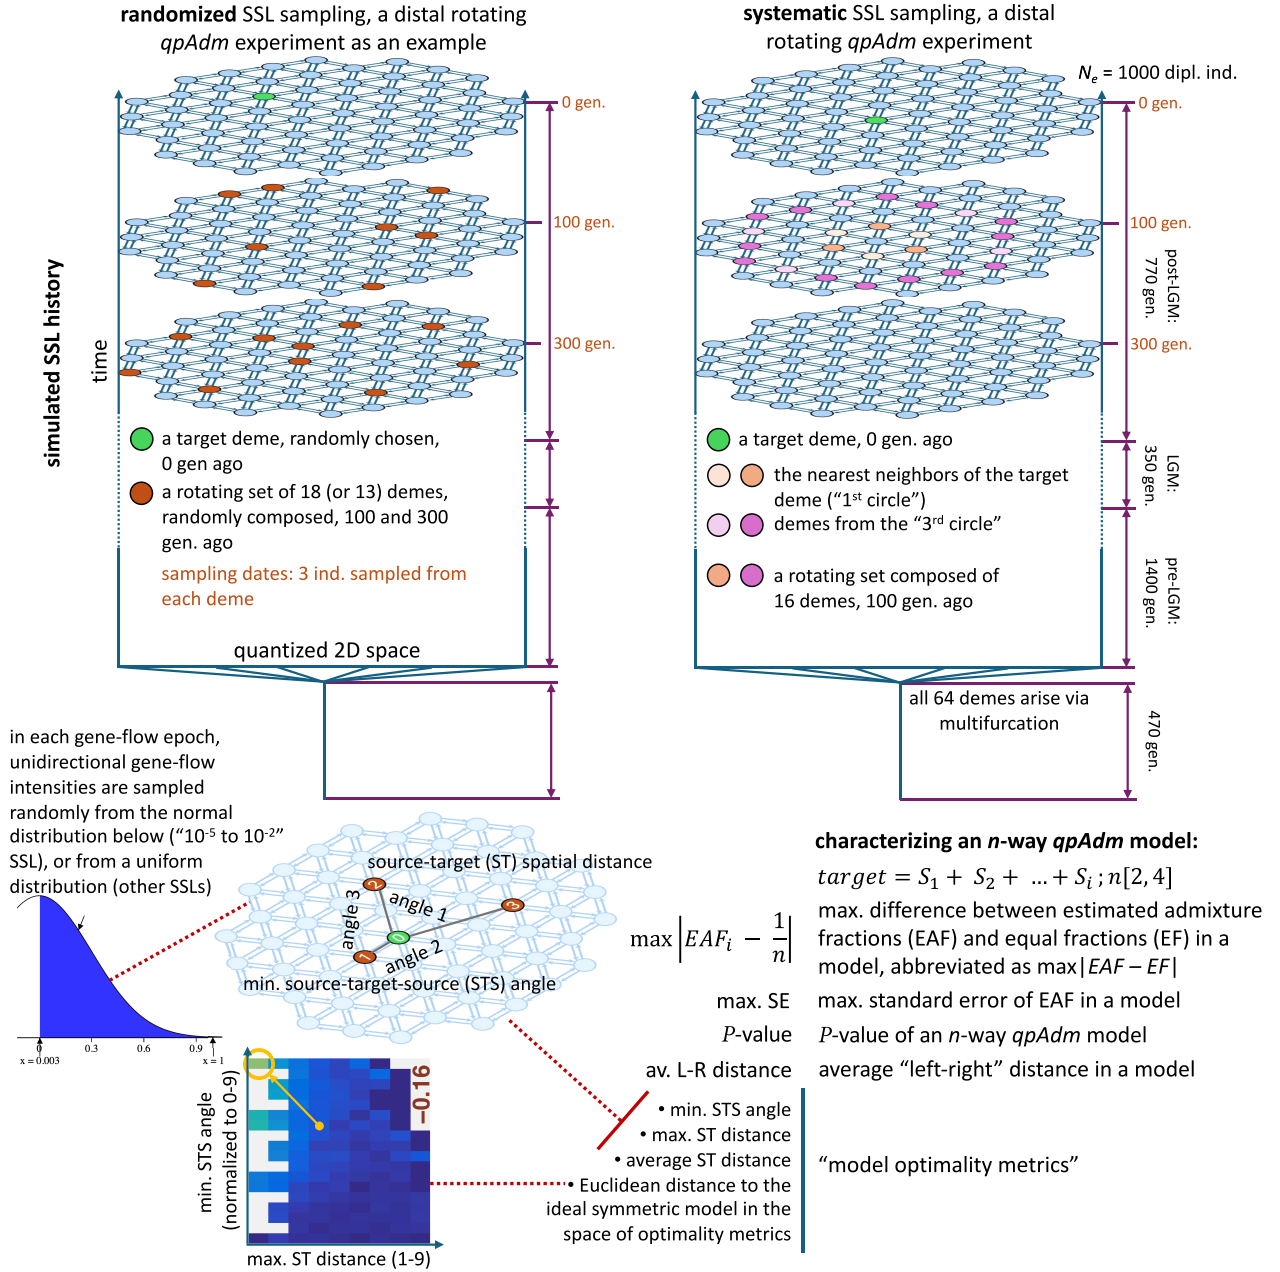 randomized SSL sampling, a distal rotating
qpAdm experiment as an example
systematic SSL sampling, a distal
rotating qpAdm experiment
Nₑ = 1000 dipl. ind.
0 gen.
100 gen.
300 gen.
0 gen.
100 gen.
300 gen.
simulated SSL history
time
post-LGM:
770 gen.
LGM:
350 gen.
pre-LGM:
1400 gen.
470 gen.
a target deme, randomly chosen,
0 gen ago
a rotating set of 18 (or 13) demes,
randomly composed, 100 and 300
gen. ago
sampling dates: 3 ind. sampled from
each deme
quantized 2D space
a target deme, 0 gen. ago
the nearest neighbors of the target
deme (“1ˢᵗ circle”)
demes from the “3ʳᵈ circle”
a rotating set composed of
16 demes, 100 gen. ago
all 64 demes arise via
multifurcation
in each gene-flow epoch,
unidirectional gene-flow
intensities are sampled
randomly from the normal
distribution below (“10⁻⁵ to 10⁻²”
SSL), or from a uniform
distribution (other SSLs)
0
0.3
0.6
0.9
x = 0.003
x = 1
source-target (ST) spatial distance
2
3
0
1
angle 3
angle 1
angle 2
min. source-target-source (STS) angle
−0.16
min. STS angle
(normalized to 0-9)
max. ST distance (1-9)
characterizing an n-way qpAdm model:
target = S₁ + S₂ + …+ Sᵢ ; n[2, 4]
max |EAFᵢ − 1/n|
max. difference between estimated admixture
fractions (EAF) and equal fractions (EF) in a
model, abbreviated as max|EAF – EF|
max. SE
max. standard error of EAF in a model
P-value
P-value of an n-way qpAdm model
av. L-R distance
average “left-right” distance in a model
• min. STS angle
• max. ST distance
• average ST distance
• Euclidean distance to the
ideal symmetric model in the
space of optimality metrics
“model optimality metrics”